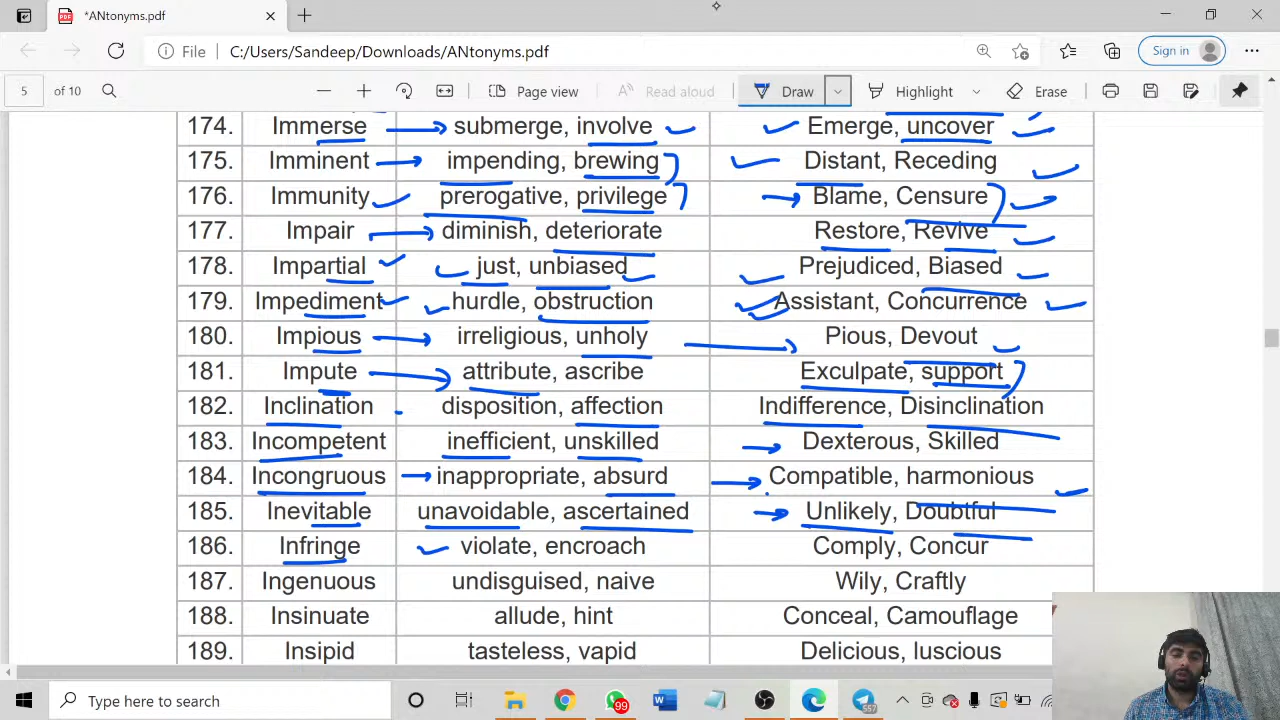 *ANtonyms.pdf
File C:/Users/Sandeep/Downloads/ANtonyms.pdf Sign in
5 of 10 Page view Read aloud Draw Highlight Erase
174. Immerse submerge, involve Emerge, uncover
175. Imminent impending, brewing Distant, Receding
176. Immunity prerogative, privilege Blame, Censure
177. Impair diminish, deteriorate Restore, Revive
178. Impartial just, unbiased Prejudiced, Biased
179. Impediment hurdle, obstruction Assistant, Concurrence
180. Impious irreligious, unholy Pious, Devout
181. Impute attribute, ascribe Exculpate, support
182. Inclination disposition, affection Indifference, Disinclination
183. Incompetent inefficient, unskilled Dexterous, Skilled
184. Incongruous inappropriate, absurd Compatible, harmonious
185. Inevitable unavoidable, ascertained Unlikely, Doubtful
186. Infringe violate, encroach Comply, Concur
187. Ingenuous undisguised, naive Wily, Craftly
188. Insinuate allude, hint Conceal, Camouflage
189. Insipid tasteless, vapid Delicious, luscious
Type here to search 99 557